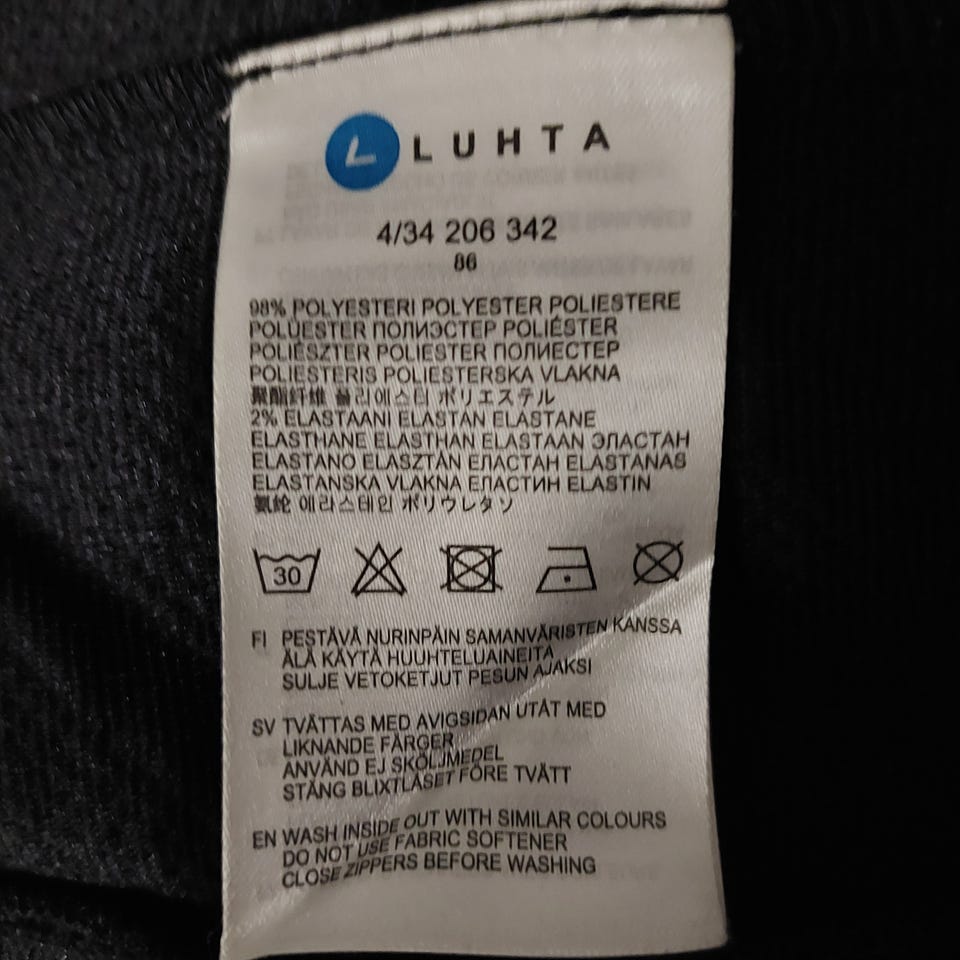 L LUHTA
4/34 206 342
86
98% POLYESTERI POLYESTER POLIESTERE
POLÜESTER ПОЛИЭСТЕР POLIÉSTER
POLIÉSZTER POLIESTER ПОЛИЕСТЕР
POLIESTERIS POLIESTERSKA VLAKNA
聚酯纤维 폴리에스터 ポリエステル
2% ELASTAANI ELASTAN ELASTANE
ELASTHANE ELASTHAN ELASTAAN ЭЛАСТАН
ELASTANO ELASZTÁN ЕЛАСТАН ELASTANAS
ELASTANSKA VLAKNA ЕЛАСТИН ELASTIN
氨纶 에라스테인 ポリウレタン
30
FI PESTÄVÄ NURINPÄIN SAMANVÄRISTEN KANSSA
ÄLÄ KÄYTÄ HUUHTELUAINEITA
SULJE VETOKETJUT PESUN AJAKSI
SV TVÄTTAS MED AVIGSIDAN UTÅT MED
LIKNANDE FÄRGER
ANVÄND EJ SKÖLJMEDEL
STÄNG BLIXTLÅSET FÖRE TVÄTT
EN WASH INSIDE OUT WITH SIMILAR COLOURS
DO NOT USE FABRIC SOFTENER
CLOSE ZIPPERS BEFORE WASHING